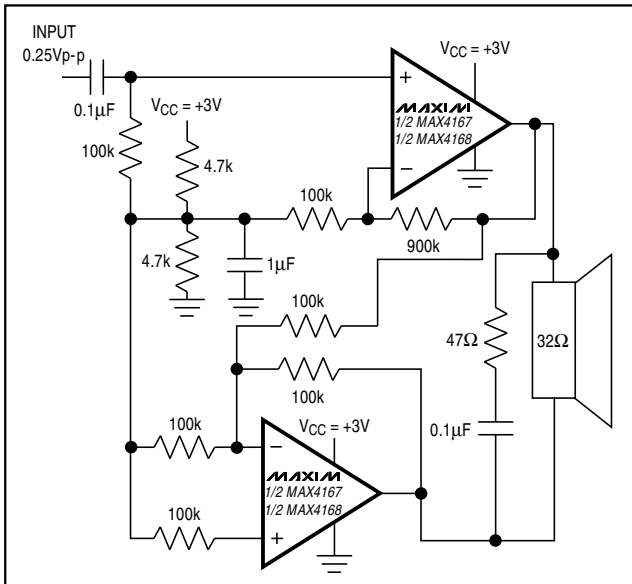 INPUT
0.25Vp-p
0.1µF
VCC = +3V
100k
4.7k
4.7k
1µF
100k
900k
+
−
VCC = +3V
MAXIM
1/2 MAX4167
1/2 MAX4168
100k
100k
47Ω
32Ω
0.1µF
100k
100k
VCC = +3V
−
+
MAXIM
1/2 MAX4167
1/2 MAX4168